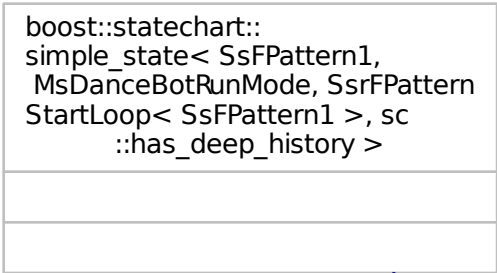 boost::statechart::
simple_state< SsFPattern1,
MsDanceBotRunMode, SsrFPattern
StartLoop< SsFPattern1 >, sc
::has_deep_history >